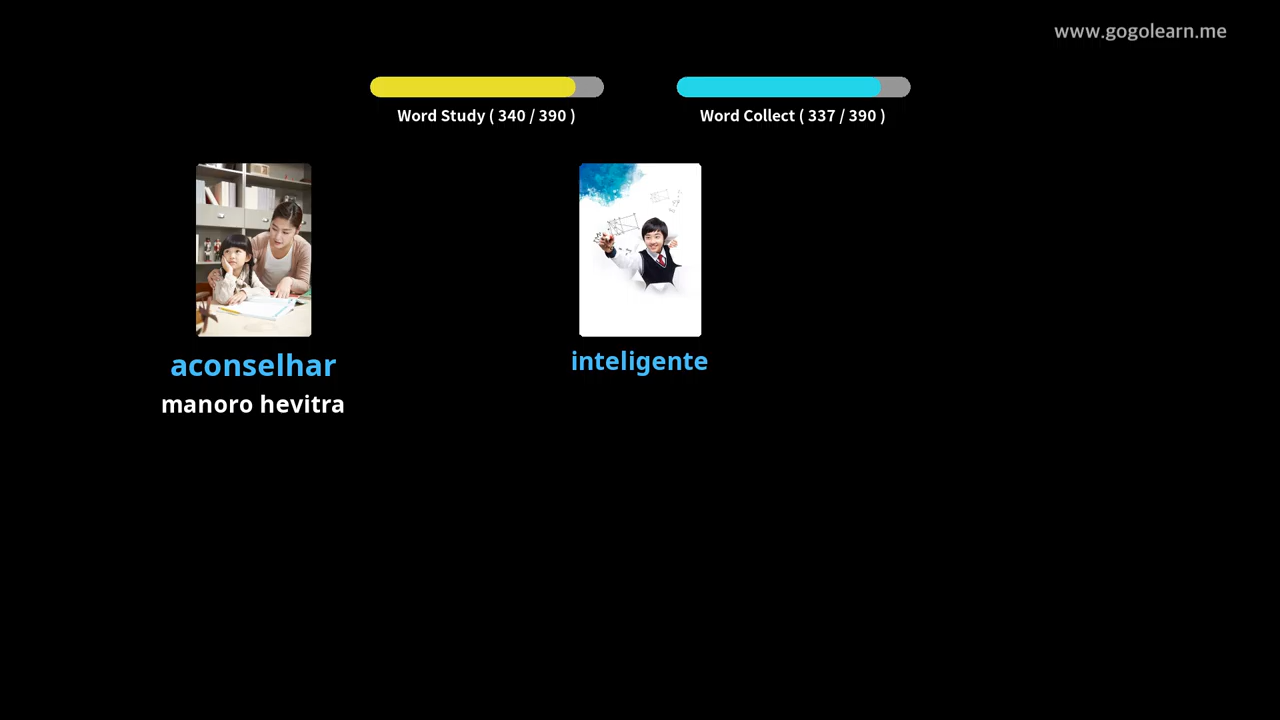 www.gogolearn.me
Word Study ( 340 / 390 )
Word Collect ( 337 / 390 )
aconselhar
manoro hevitra
inteligente